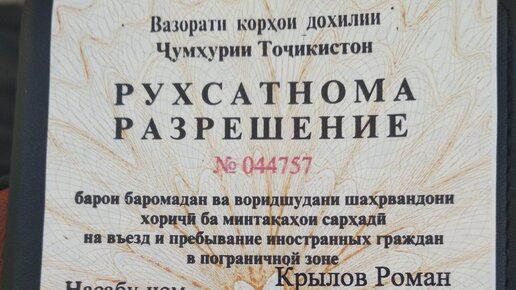 Вазорати корҳои дохилии
Ҷумҳурии Тоҷикистон
РУХСАТНОМА
РАЗРЕШЕНИЕ
№ 044757
барои баромадан ва воридшудани шаҳрвандони
хориҷӣ ба минтақаҳои сарҳадӣ
на въезд и пребывание иностранных граждан
в пограничной зоне
Крылов Роман